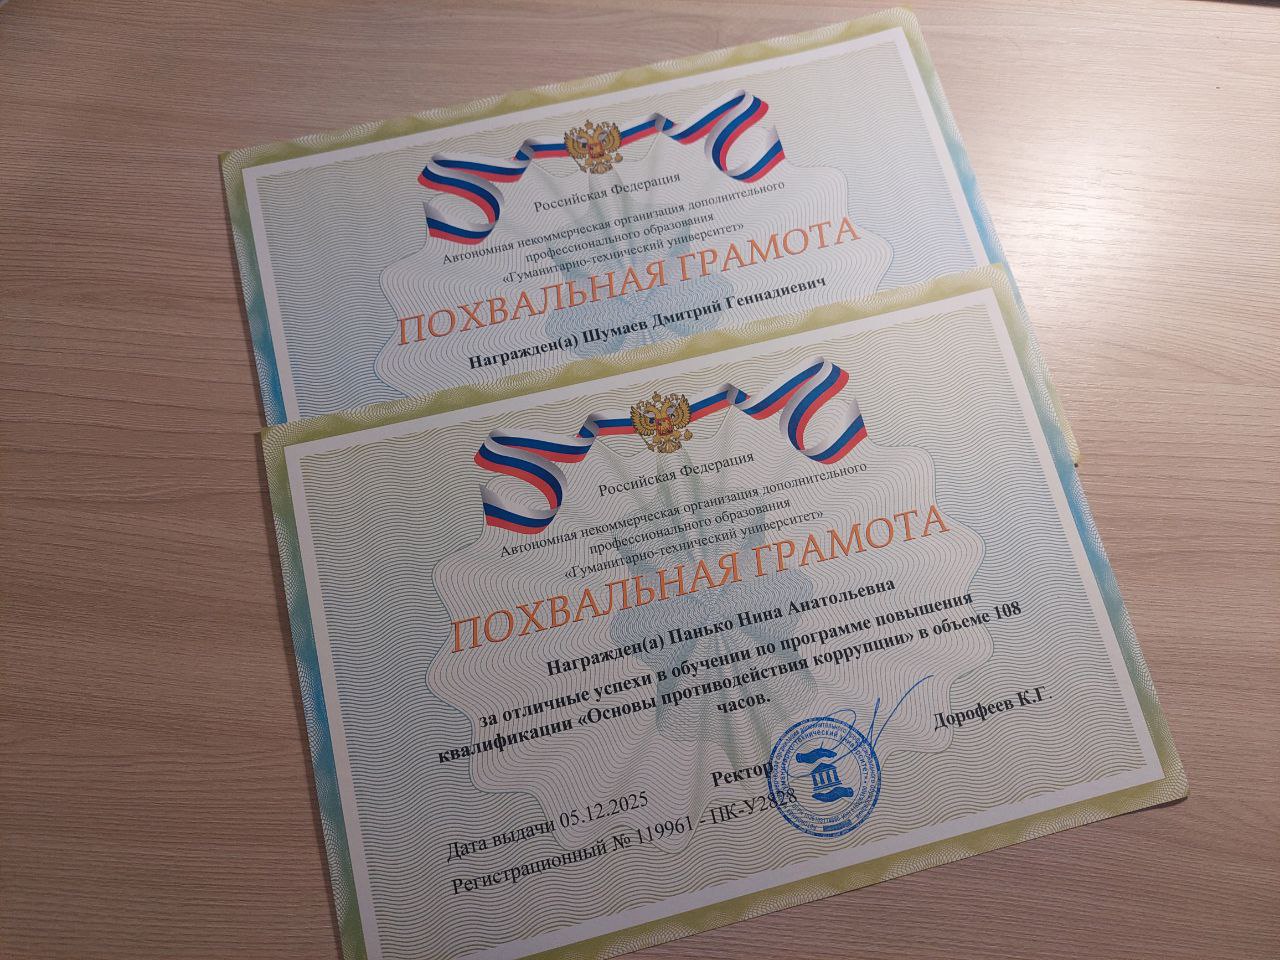 Российская Федерация
Автономная некоммерческая организация дополнительного
профессионального образования
«Гуманитарно-технический университет»
ПОХВАЛЬНАЯ ГРАМОТА
Награжден(а) Шумаев Дмитрий Геннадиевич
Российская Федерация
Автономная некоммерческая организация дополнительного
профессионального образования
«Гуманитарно-технический университет»
ПОХВАЛЬНАЯ ГРАМОТА
Награжден(а) Панько Нина Анатольевна
за отличные успехи в обучении по программе повышения
квалификации «Основы противодействия коррупции» в объеме 108
часов.
Ректор
Дорофеев К.Г.
Дата выдачи 05.12.2025
Регистрационный № 119961 - ПК-У2828